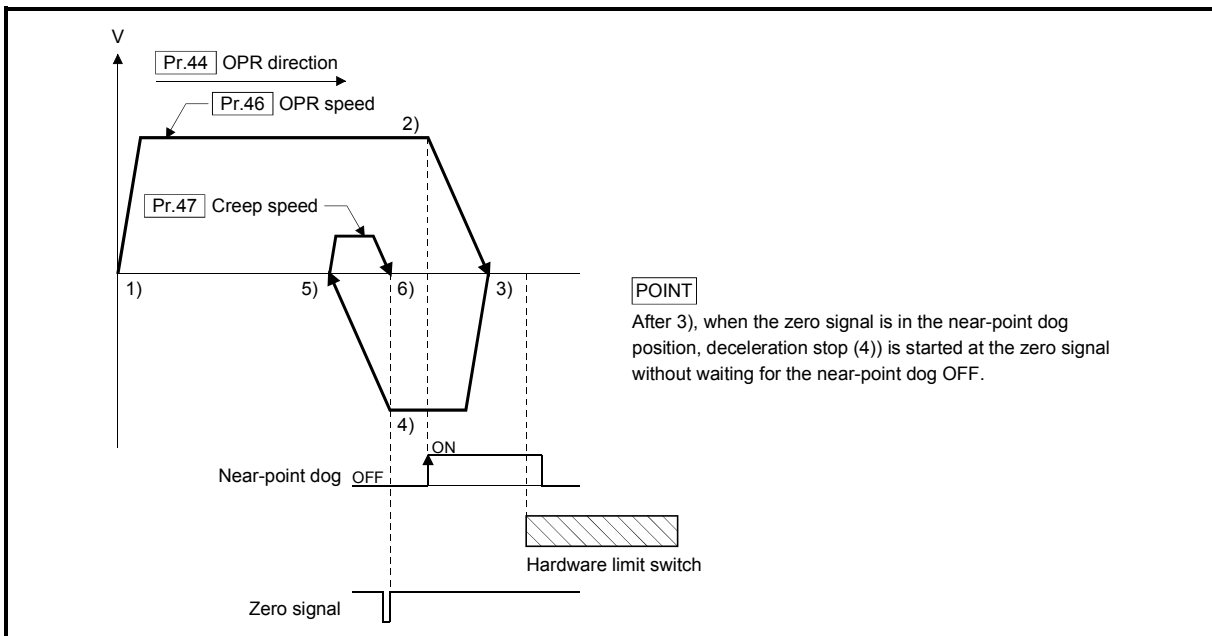 V
Pr.44 OPR direction
Pr.46 OPR speed
2)
Pr.47 Creep speed
1)
5)
6)
3)
POINT
After 3), when the zero signal is in the near-point dog
position, deceleration stop (4)) is started at the zero signal
without waiting for the near-point dog OFF.
4)
ON
Near-point dog OFF
Hardware limit switch
Zero signal